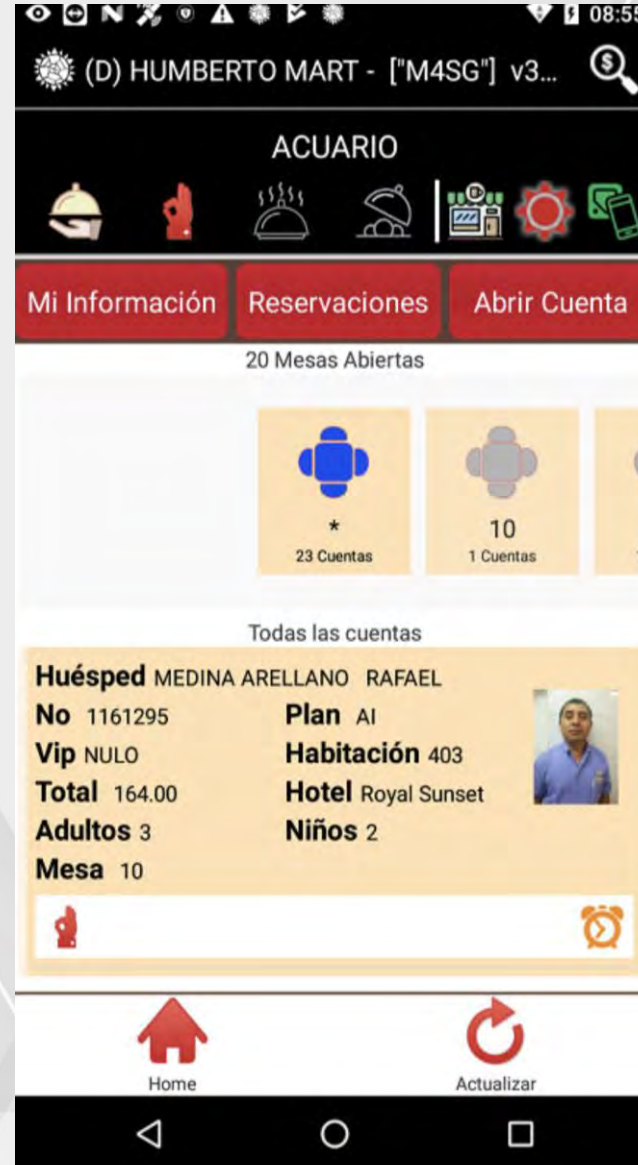 08:55
(D) HUMBERTO MART - ["M4SG"] v3...
ACUARIO
Mi Información Reservaciones Abrir Cuenta
20 Mesas Abiertas
* 10
23 Cuentas 1 Cuentas
Todas las cuentas
Huésped MEDINA ARELLANO RAFAEL
No 1161295 Plan AI
Vip NULO Habitación 403
Total 164.00 Hotel Royal Sunset
Adultos 3 Niños 2
Mesa 10
Home Actualizar